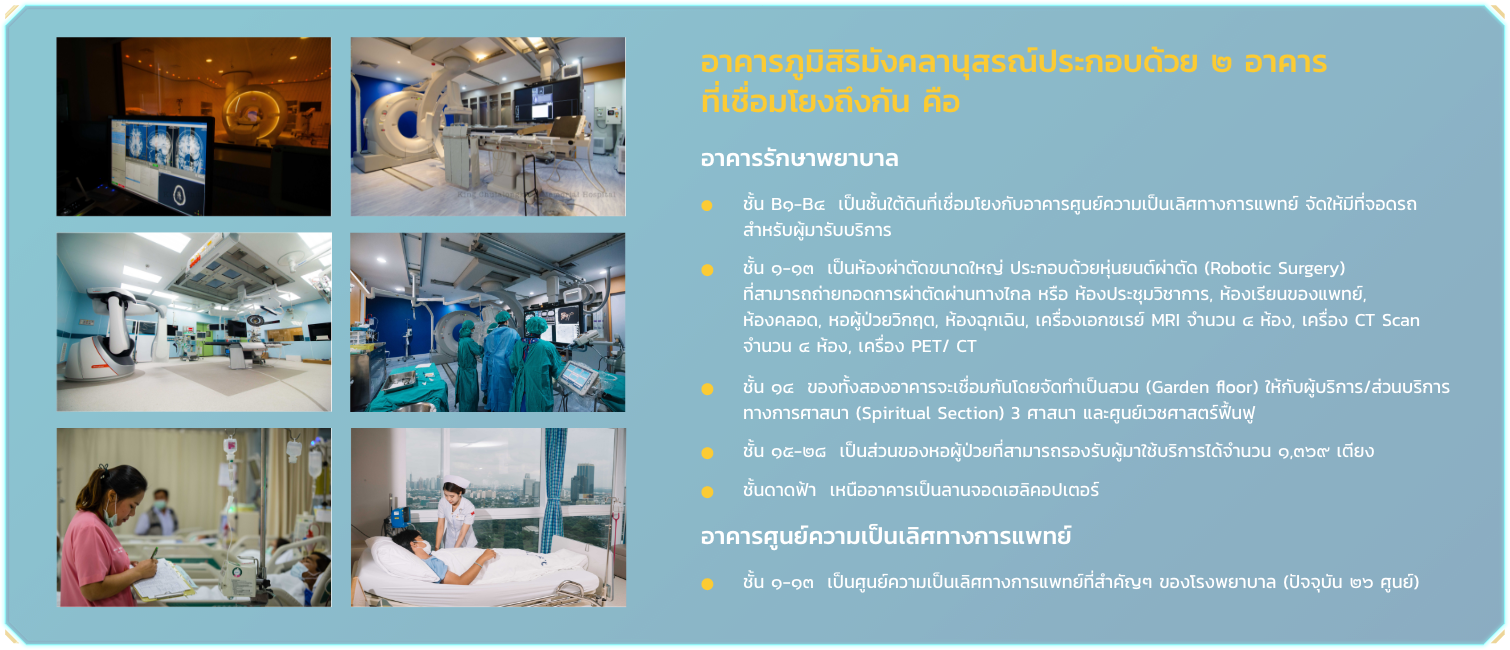 อาคารภูมิสิริมังคลานุสรณ์ประกอบด้วย ๒ อาคาร
ที่เชื่อมโยงถึงกัน คือ
อาคารรักษาพยาบาล
ชั้น B๑-B๔ เป็นชั้นใต้ดินที่เชื่อมโยงกับอาคารศูนย์ความเป็นเลิศทางการแพทย์ จัดให้มีที่จอดรถ
สำหรับผู้มารับบริการ
ชั้น ๑-๑๓ เป็นห้องผ่าตัดขนาดใหญ่ ประกอบด้วยหุ่นยนต์ผ่าตัด (Robotic Surgery)
ที่สามารถถ่ายทอดการผ่าตัดผ่านทางไกล หรือ ห้องประชุมวิชาการ, ห้องเรียนของแพทย์,
ห้องคลอด, หอผู้ป่วยวิกฤต, ห้องฉุกเฉิน, เครื่องเอกซเรย์ MRI จำนวน ๔ ห้อง, เครื่อง CT Scan
จำนวน ๔ ห้อง, เครื่อง PET/ CT
ชั้น ๑๔ ของทั้งสองอาคารจะเชื่อมกันโดยจัดทำเป็นสวน (Garden floor) ให้กับผู้บริการ/ส่วนบริการ
ทางการศาสนา (Spiritual Section) 3 ศาสนา และศูนย์เวชศาสตร์ฟื้นฟู
ชั้น ๑๕-๒๘ เป็นส่วนของหอผู้ป่วยที่สามารถรองรับผู้มาใช้บริการได้จำนวน ๑,๓๖๙ เตียง
ชั้นดาดฟ้า เหนืออาคารเป็นลานจอดเฮลิคอปเตอร์
อาคารศูนย์ความเป็นเลิศทางการแพทย์
ชั้น ๑-๑๓ เป็นศูนย์ความเป็นเลิศทางการแพทย์ที่สำคัญๆ ของโรงพยาบาล (ปัจจุบัน ๒๖ ศูนย์)